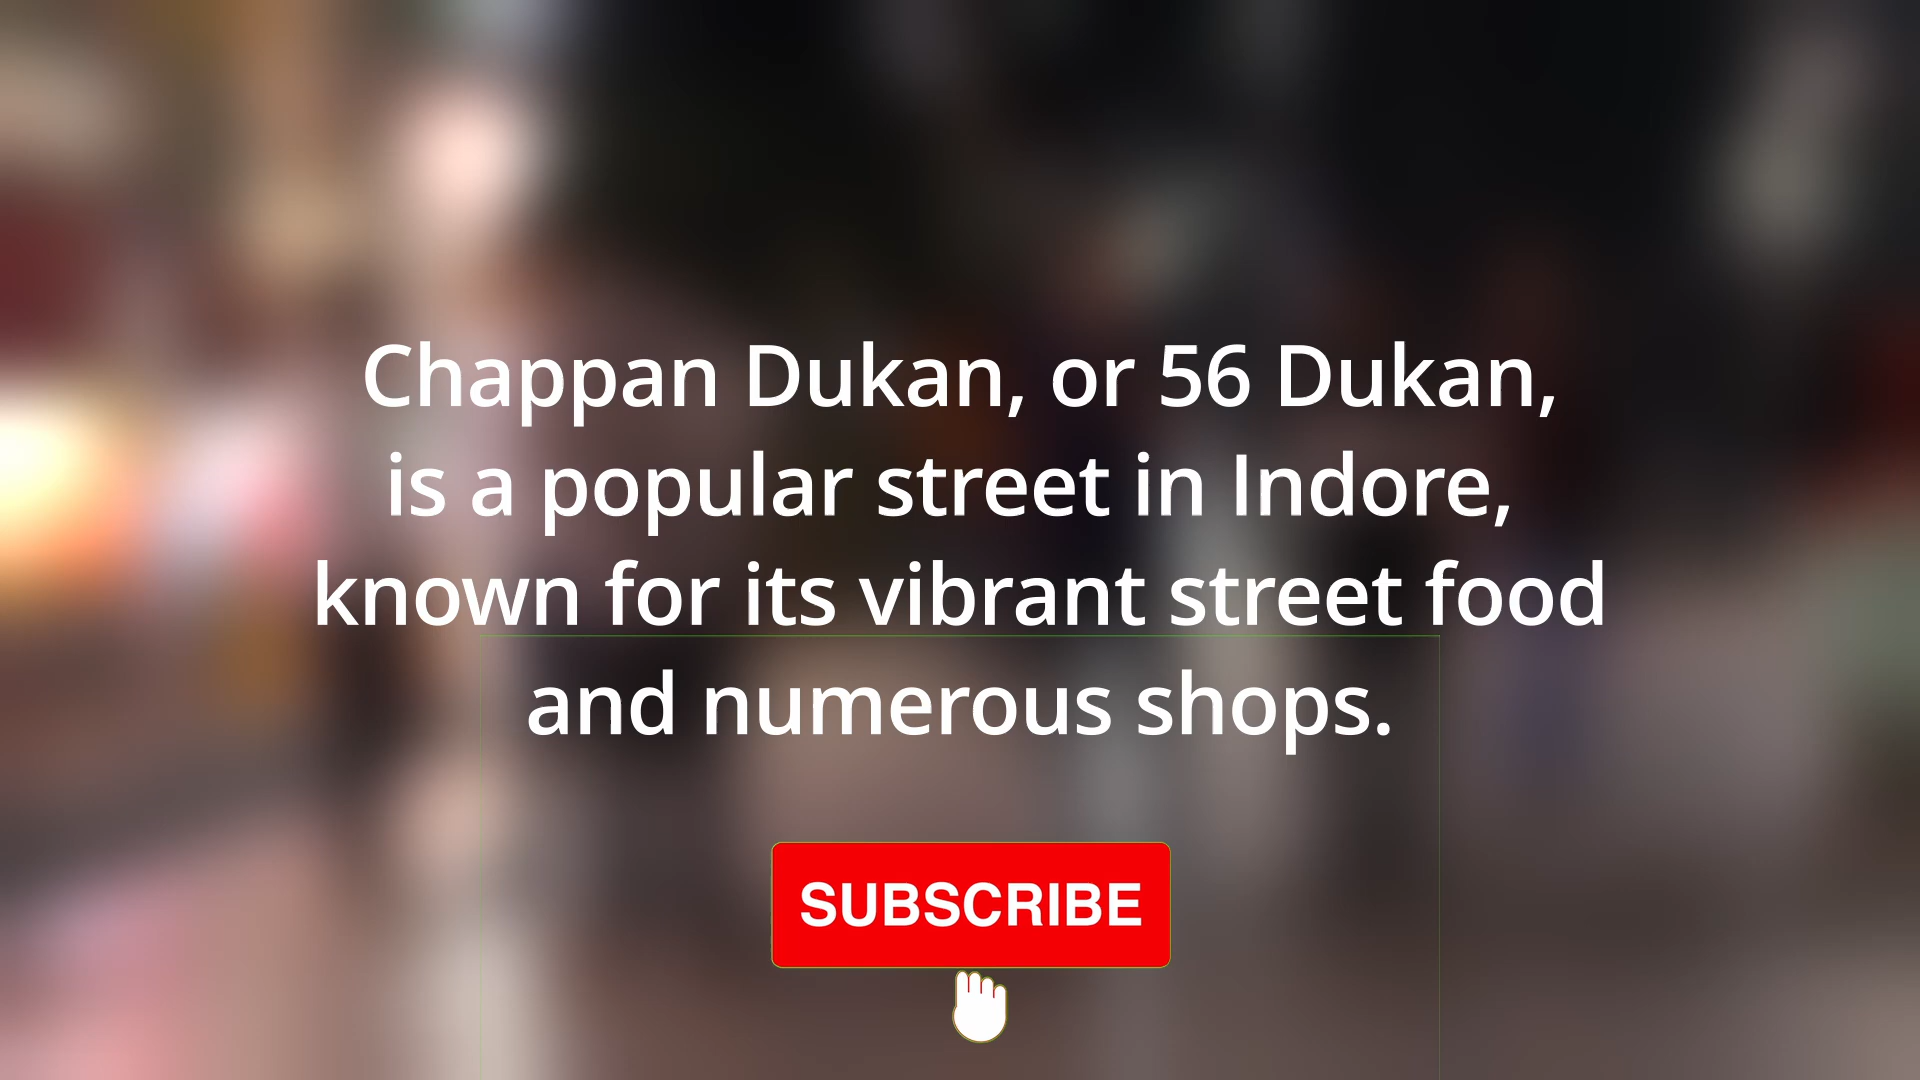 Chappan Dukan, or 56 Dukan,
is a popular street in Indore,
known for its vibrant street food
and numerous shops.
SUBSCRIBE